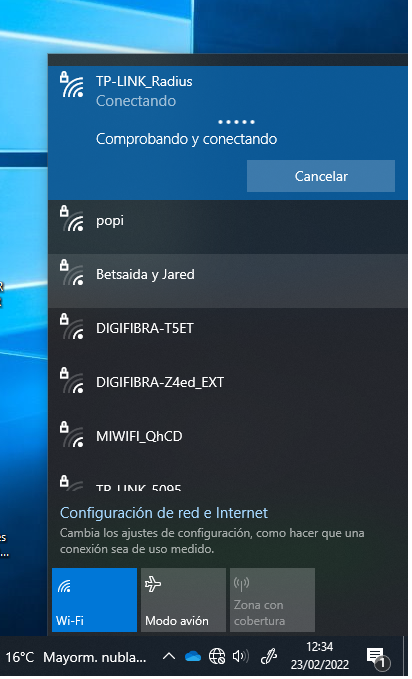 TP-LINK_Radius
Conectando
Comprobando y conectando
Cancelar
popi
Betsaida y Jared
DIGIFIBRA-T5ET
DIGIFIBRA-Z4ed_EXT
MIWIFI_QhCD
TP-LINK_5095
Configuración de red e Internet
Cambia los ajustes de configuración, como hacer que una
conexión sea de uso medido.
Wi-Fi
Modo avión
Zona con
cobertura
16°C Mayorm. nubla...
12:34
23/02/2022
1